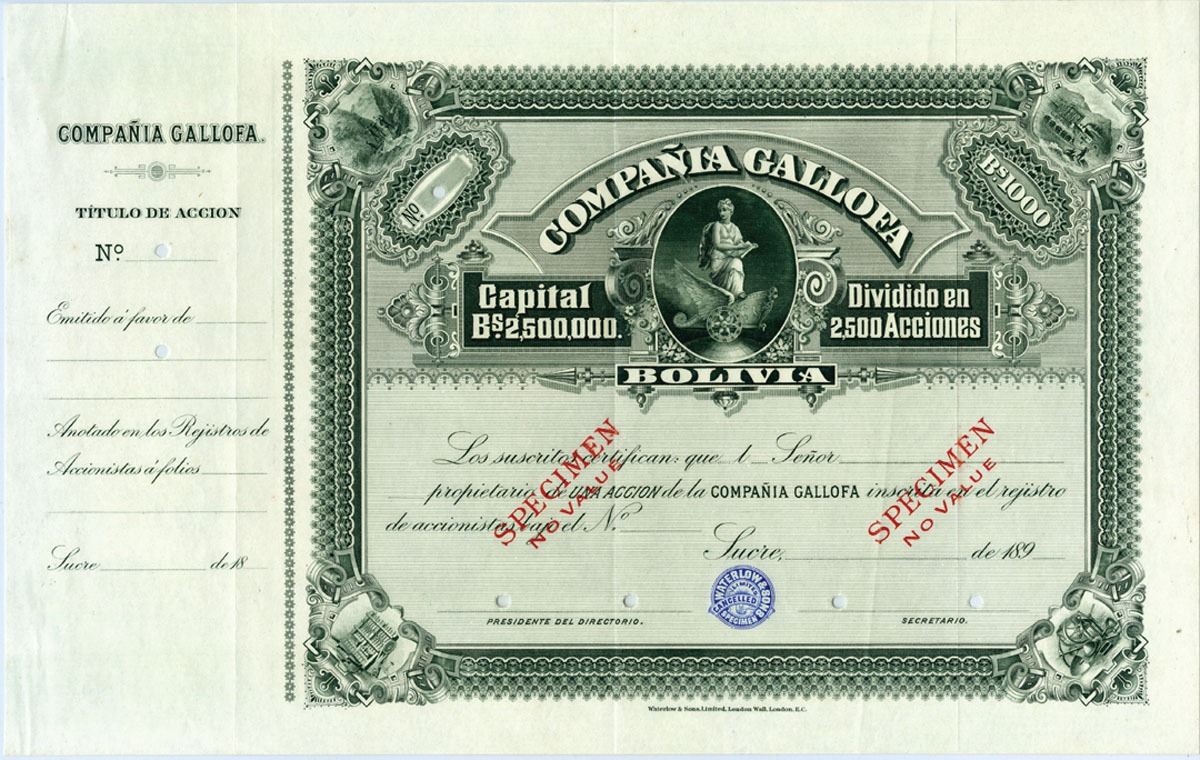 COMPAÑIA GALLOFA.
TÍTULO DE ACCION
Nº
Emitido á favor de
Anotado en los Rejistros de
Accionistas á folios
Sucre de 18
Nº
Bs 1000
COMPAÑIA GALLOFA
Capital
Bs. 2,500,000.
Dividido en
2,500 Acciones
BOLIVIA
Los suscritos certifican: que l Señor
propietario de UNA ACCION de la COMPAÑIA GALLOFA inscrita en el rejistro
de accionistas bajo el Nº
Sucre, de 189
SPECIMEN
NO VALUE
SPECIMEN
NO VALUE
WATERLOW & SONS
LIMITED
CANCELLED
SPECIMEN
PRESIDENTE DEL DIRECTORIO.
SECRETARIO.
Waterlow & Sons, Limited, London Wall, London, E.C.